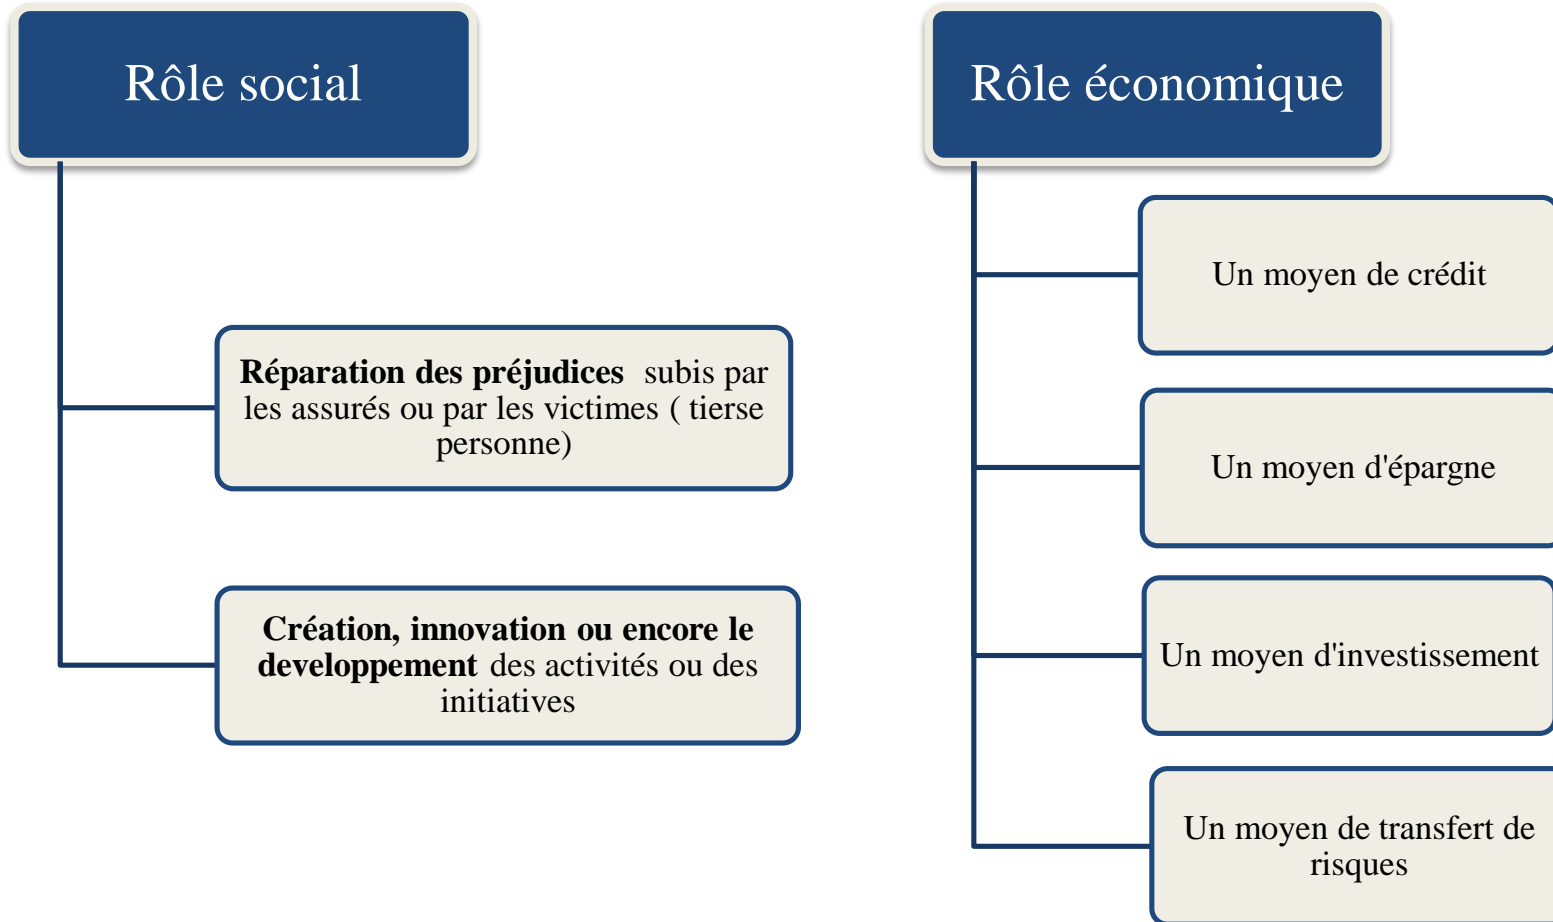 Rôle social
Réparation des préjudices subis par
les assurés ou par les victimes ( tierse
personne)
Création, innovation ou encore le
developpement des activités ou des
initiatives
Rôle économique
Un moyen de crédit
Un moyen d'épargne
Un moyen d'investissement
Un moyen de transfert de
risques